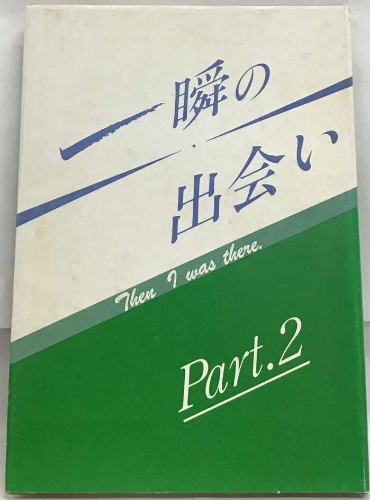 一瞬の
出会い
Then I was there.
Part.2